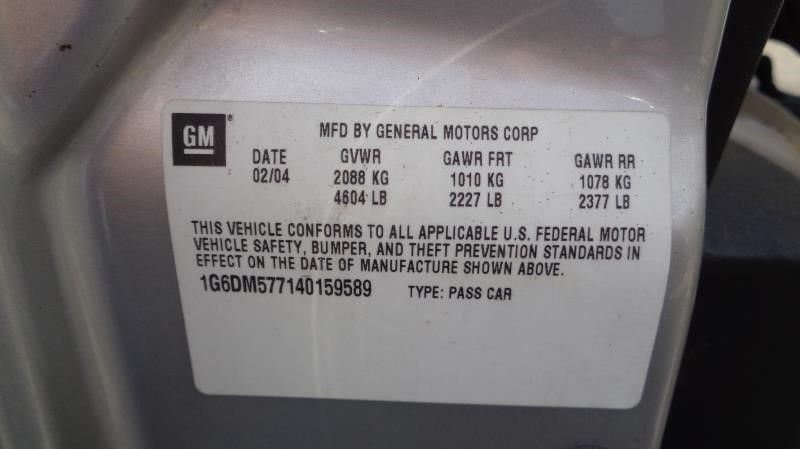 GM®
MFD BY GENERAL MOTORS CORP
DATE GVWR GAWR FRT GAWR RR
02/04 2088 KG 1010 KG 1078 KG
4604 LB 2227 LB 2377 LB
THIS VEHICLE CONFORMS TO ALL APPLICABLE U.S. FEDERAL MOTOR
VEHICLE SAFETY, BUMPER, AND THEFT PREVENTION STANDARDS IN
EFFECT ON THE DATE OF MANUFACTURE SHOWN ABOVE.
1G6DM577140159589 TYPE: PASS CAR